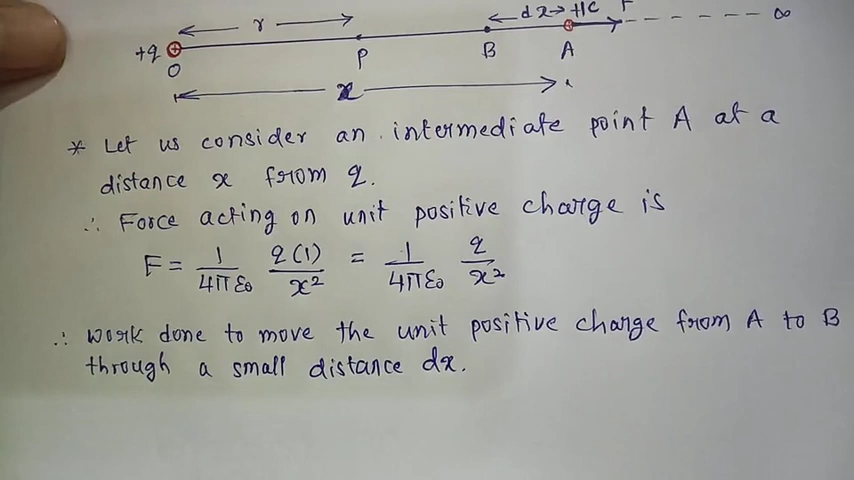 r dx +1C F
+q O P B A ∞
x
* Let us consider an intermediate point A at a
distance x from q.
∴ Force acting on unit positive charge is
F = 1/4πε₀ q(1)/x² = 1/4πε₀ q/x²
∴ work done to move the unit positive charge from A to B
through a small distance dx.